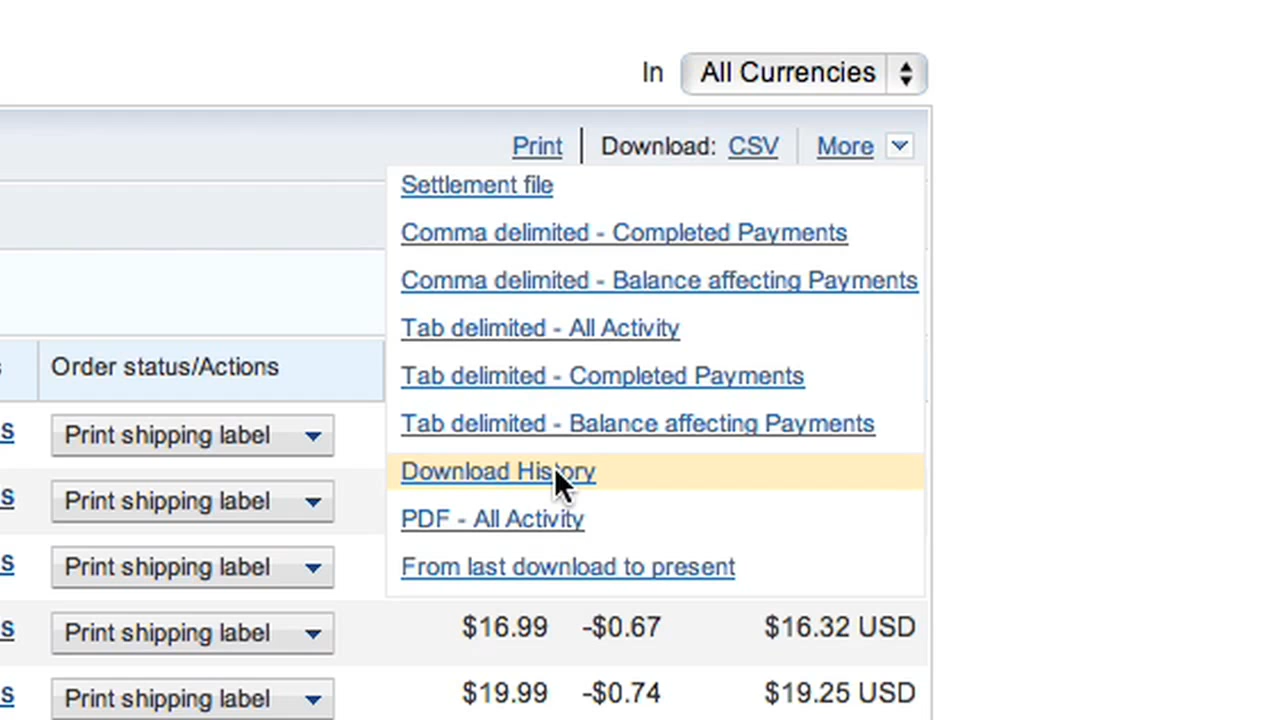 In All Currencies
Print Download: CSV More
Settlement file
Comma delimited - Completed Payments
Comma delimited - Balance affecting Payments
Tab delimited - All Activity
Order status/Actions
Tab delimited - Completed Payments
Tab delimited - Balance affecting Payments
s Print shipping label
Download History
s Print shipping label
PDF - All Activity
From last download to present
s Print shipping label
s Print shipping label $16.99 -$0.67 $16.32 USD
s Print shipping label $19.99 -$0.74 $19.25 USD